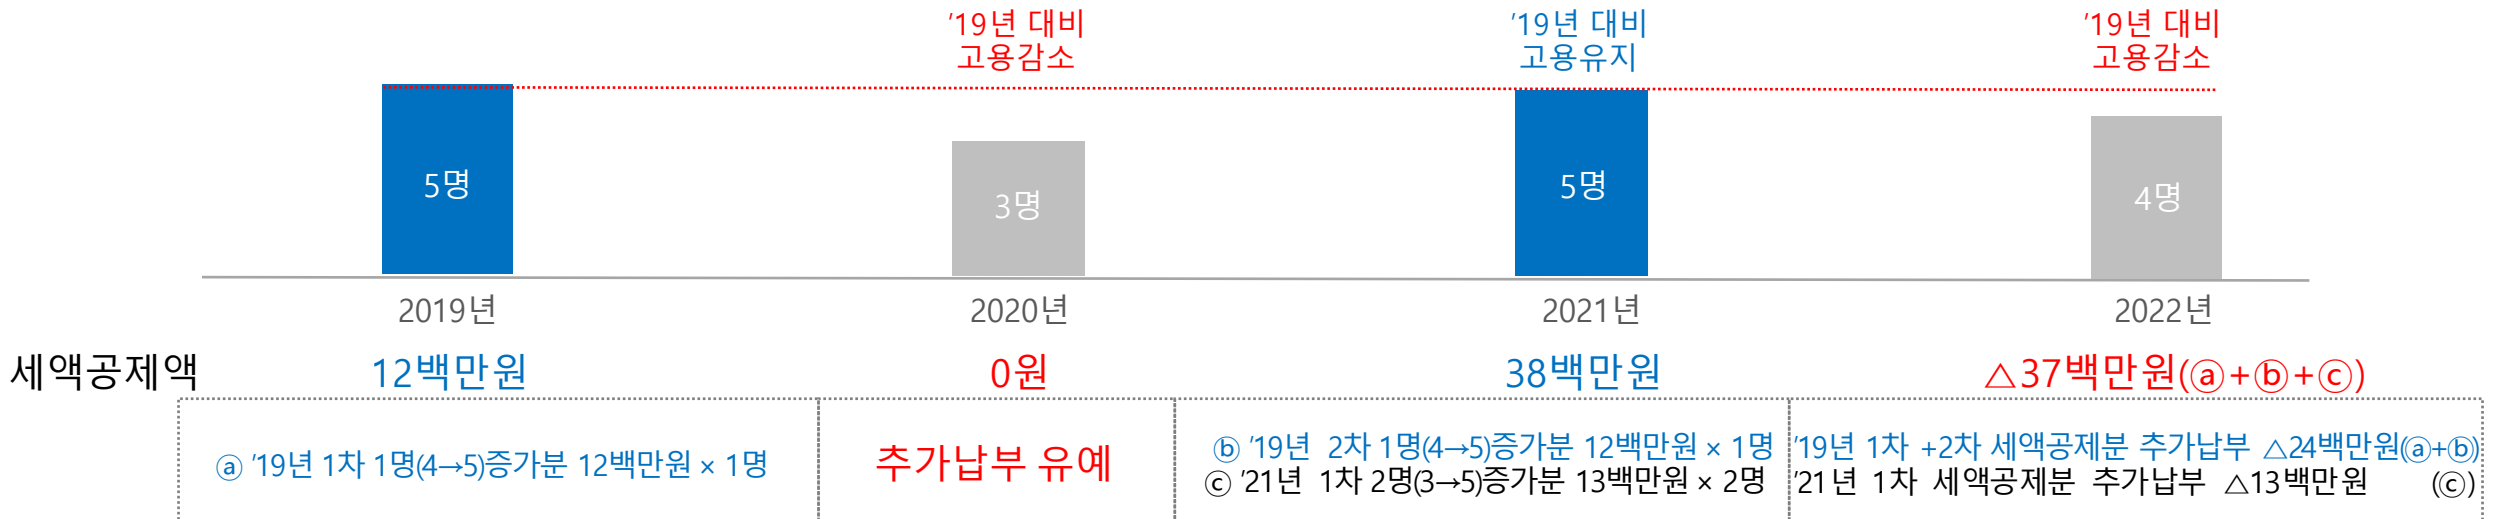 ’19년 대비
고용감소
’19년 대비
고용유지
’19년 대비
고용감소
5명
3명
5명
4명
2019년
2020년
2021년
2022년
세액공제액
12백만원
0원
38백만원
△37백만원(ⓐ+ⓑ+ⓒ)
ⓐ ’19년 1차 1명(4→5)증가분 12백만원 × 1명
추가납부 유예
ⓑ ’19년 2차 1명(4→5)증가분 12백만원 × 1명
ⓒ ’21년 1차 2명(3→5)증가분 13백만원 × 2명
’19년 1차 +2차 세액공제분 추가납부 △24백만원(ⓐ+ⓑ)
’21년 1차 세액공제분 추가납부 △13백만원 (ⓒ)